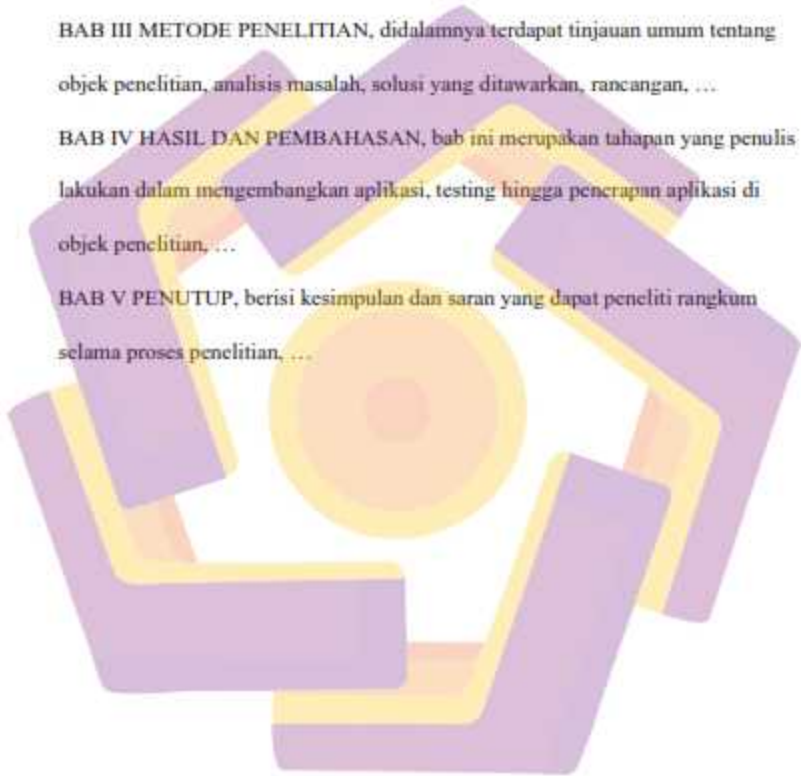 BAB III METODE PENELITIAN, didalamnya terdapat tinjauan umum tentang
objek penelitian, analisis masalah, solusi yang ditawarkan, rancangan, …
BAB IV HASIL DAN PEMBAHASAN, bab ini merupakan tahapan yang penulis
lakukan dalam mengembangkan aplikasi, testing hingga penerapan aplikasi di
objek penelitian, …
BAB V PENUTUP, berisi kesimpulan dan saran yang dapat peneliti rangkum
selama proses penelitian, …